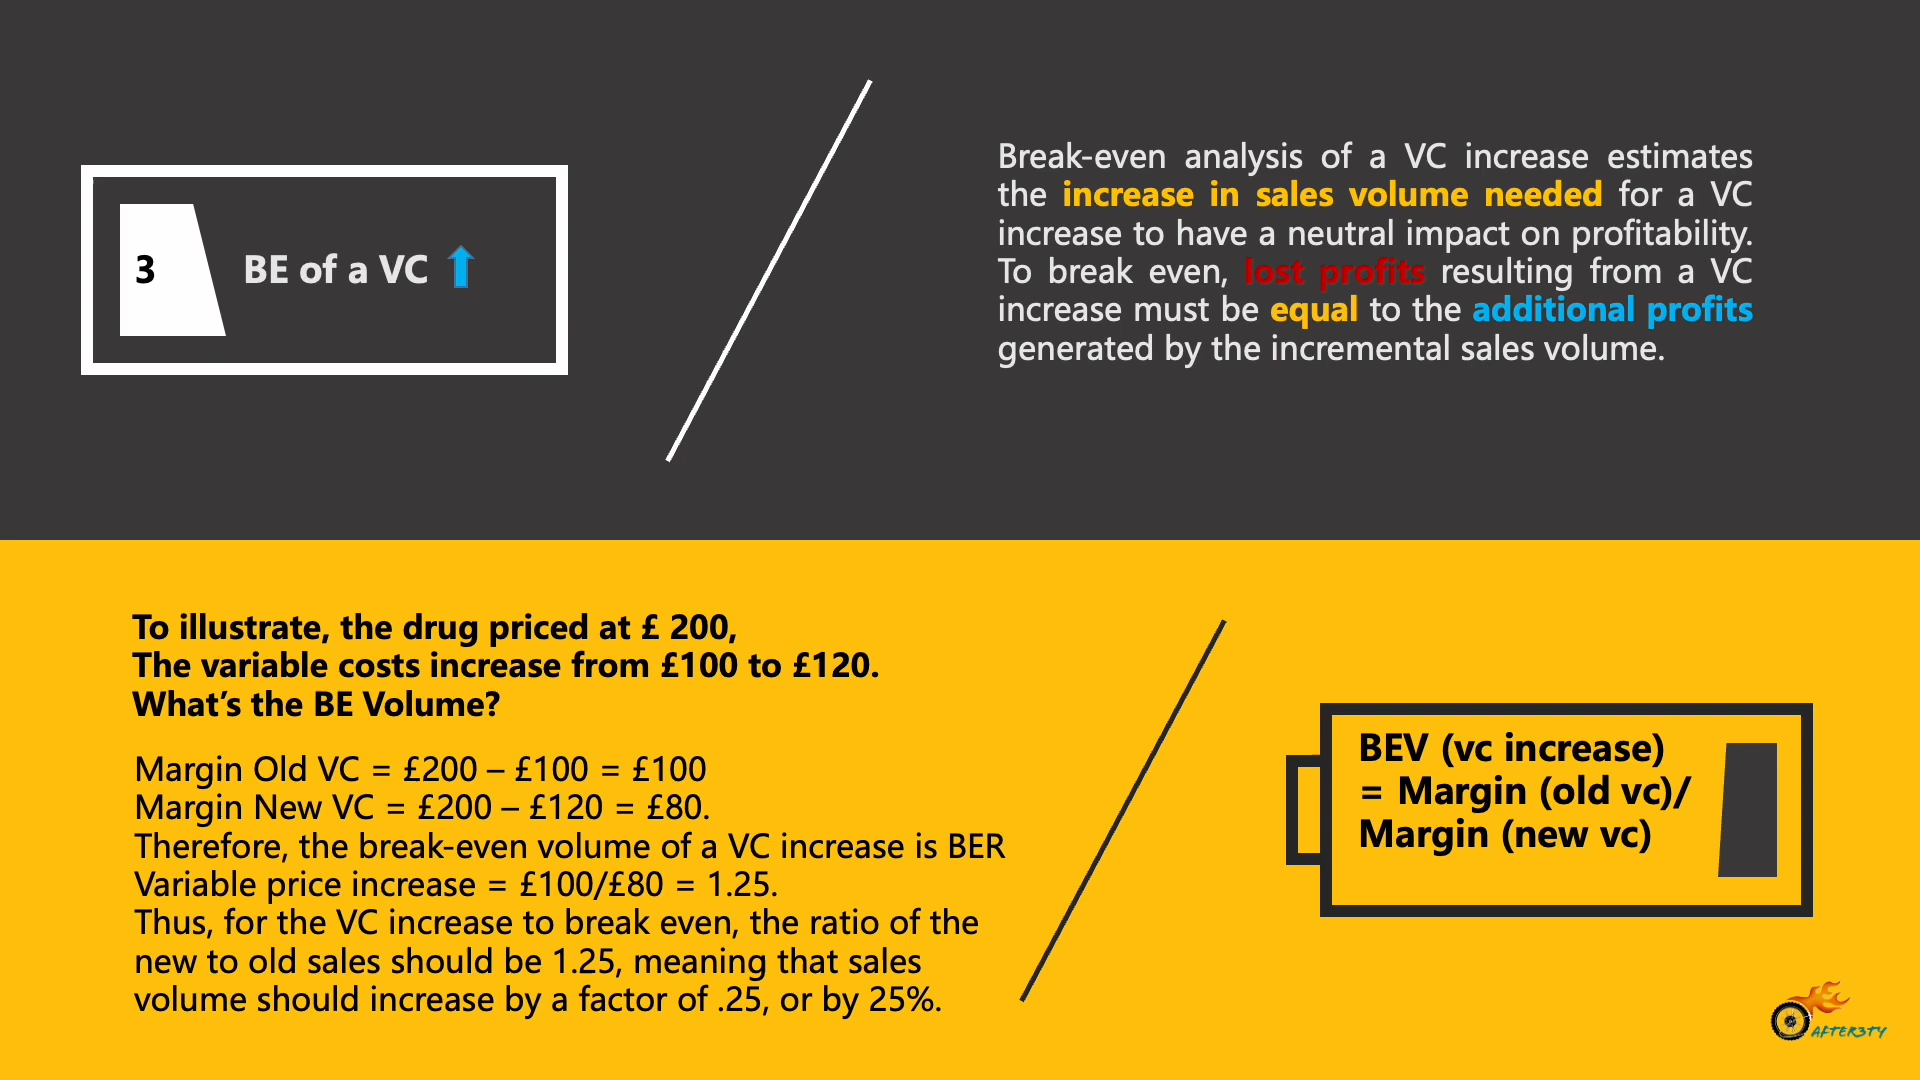 3
BE of a VC
Break-even analysis of a VC increase estimates
the increase in sales volume needed for a VC
increase to have a neutral impact on profitability.
To break even, lost profits resulting from a VC
increase must be equal to the additional profits
generated by the incremental sales volume.
To illustrate, the drug priced at £ 200,
The variable costs increase from £100 to £120.
What's the BE Volume?
Margin Old VC = £200 – £100 = £100
Margin New VC = £200 – £120 = £80.
Therefore, the break-even volume of a VC increase is BER
Variable price increase = £100/£80 = 1.25.
Thus, for the VC increase to break even, the ratio of the
new to old sales should be 1.25, meaning that sales
volume should increase by a factor of .25, or by 25%.
BEV (vc increase)
= Margin (old vc)/
Margin (new vc)
AFTER3TY